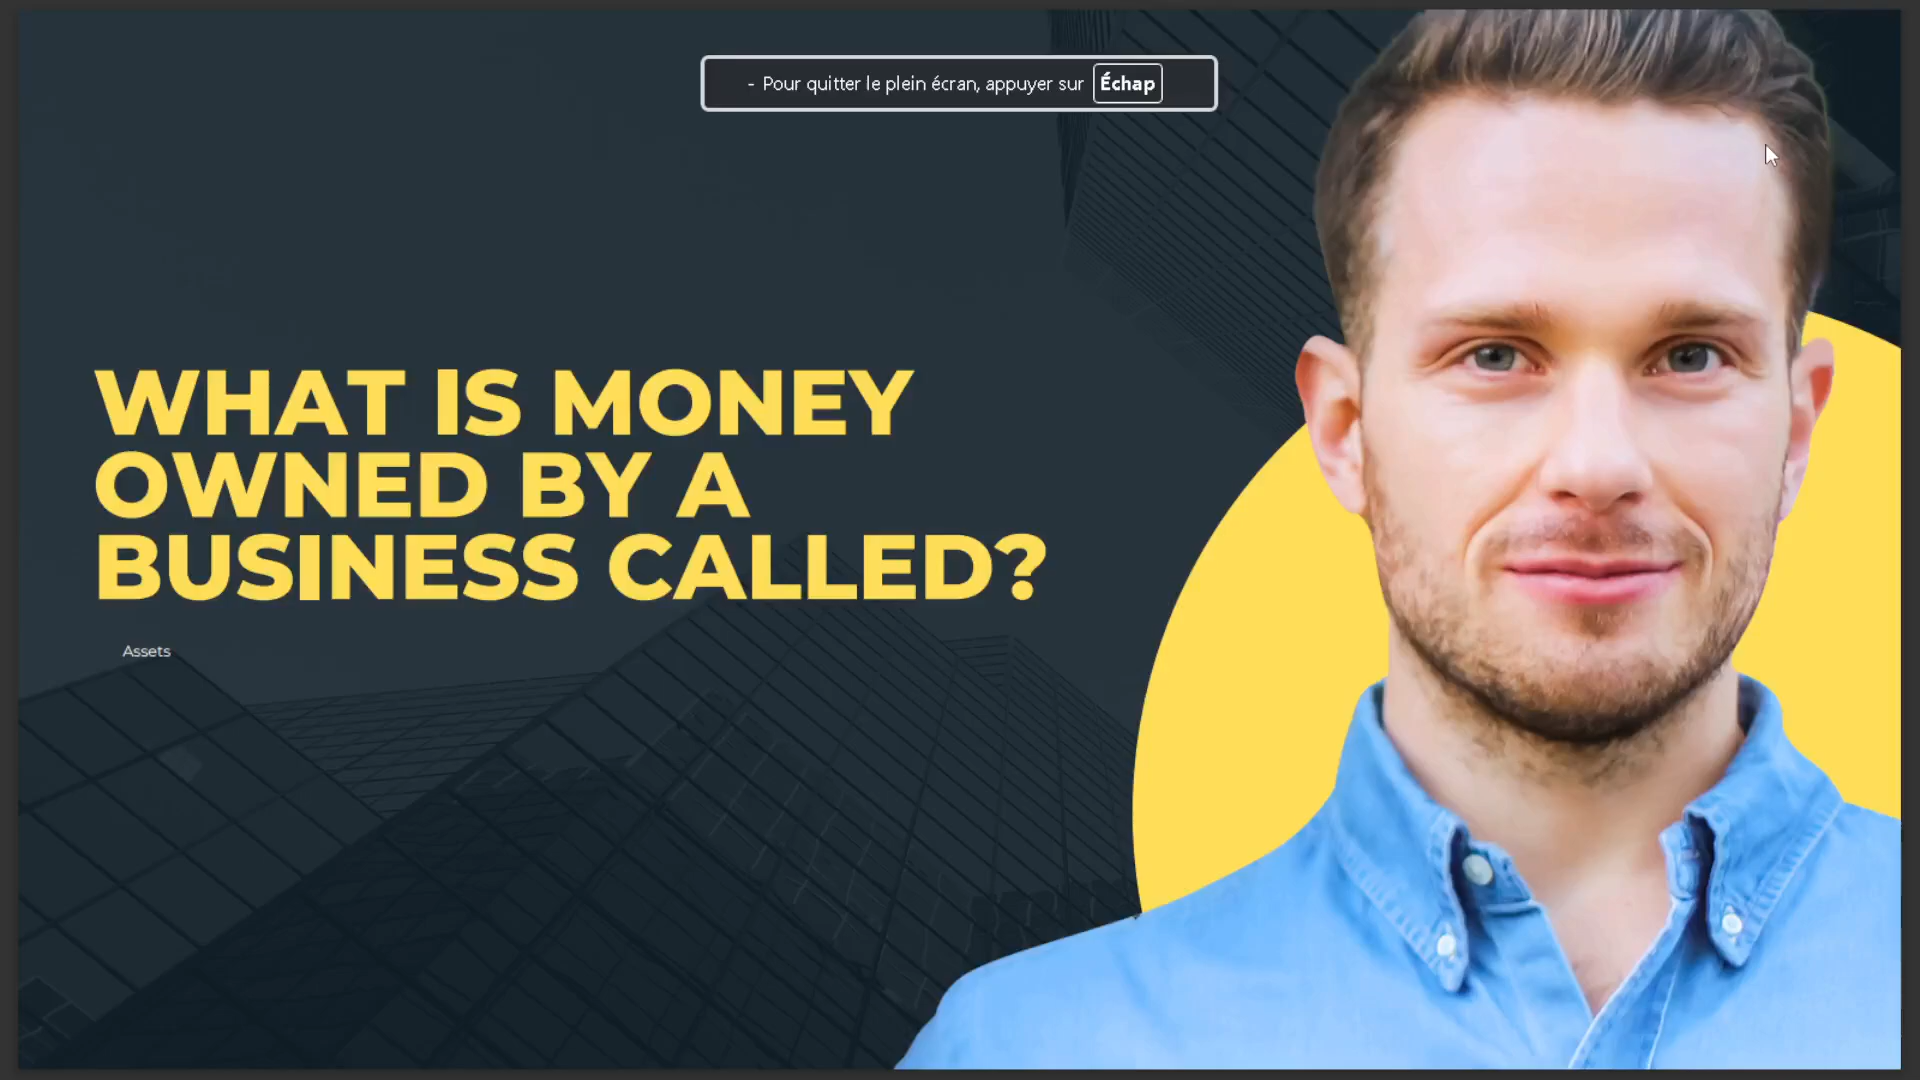 - Pour quitter le plein écran, appuyer sur Échap
WHAT IS MONEY
OWNED BY A
BUSINESS CALLED?
Assets